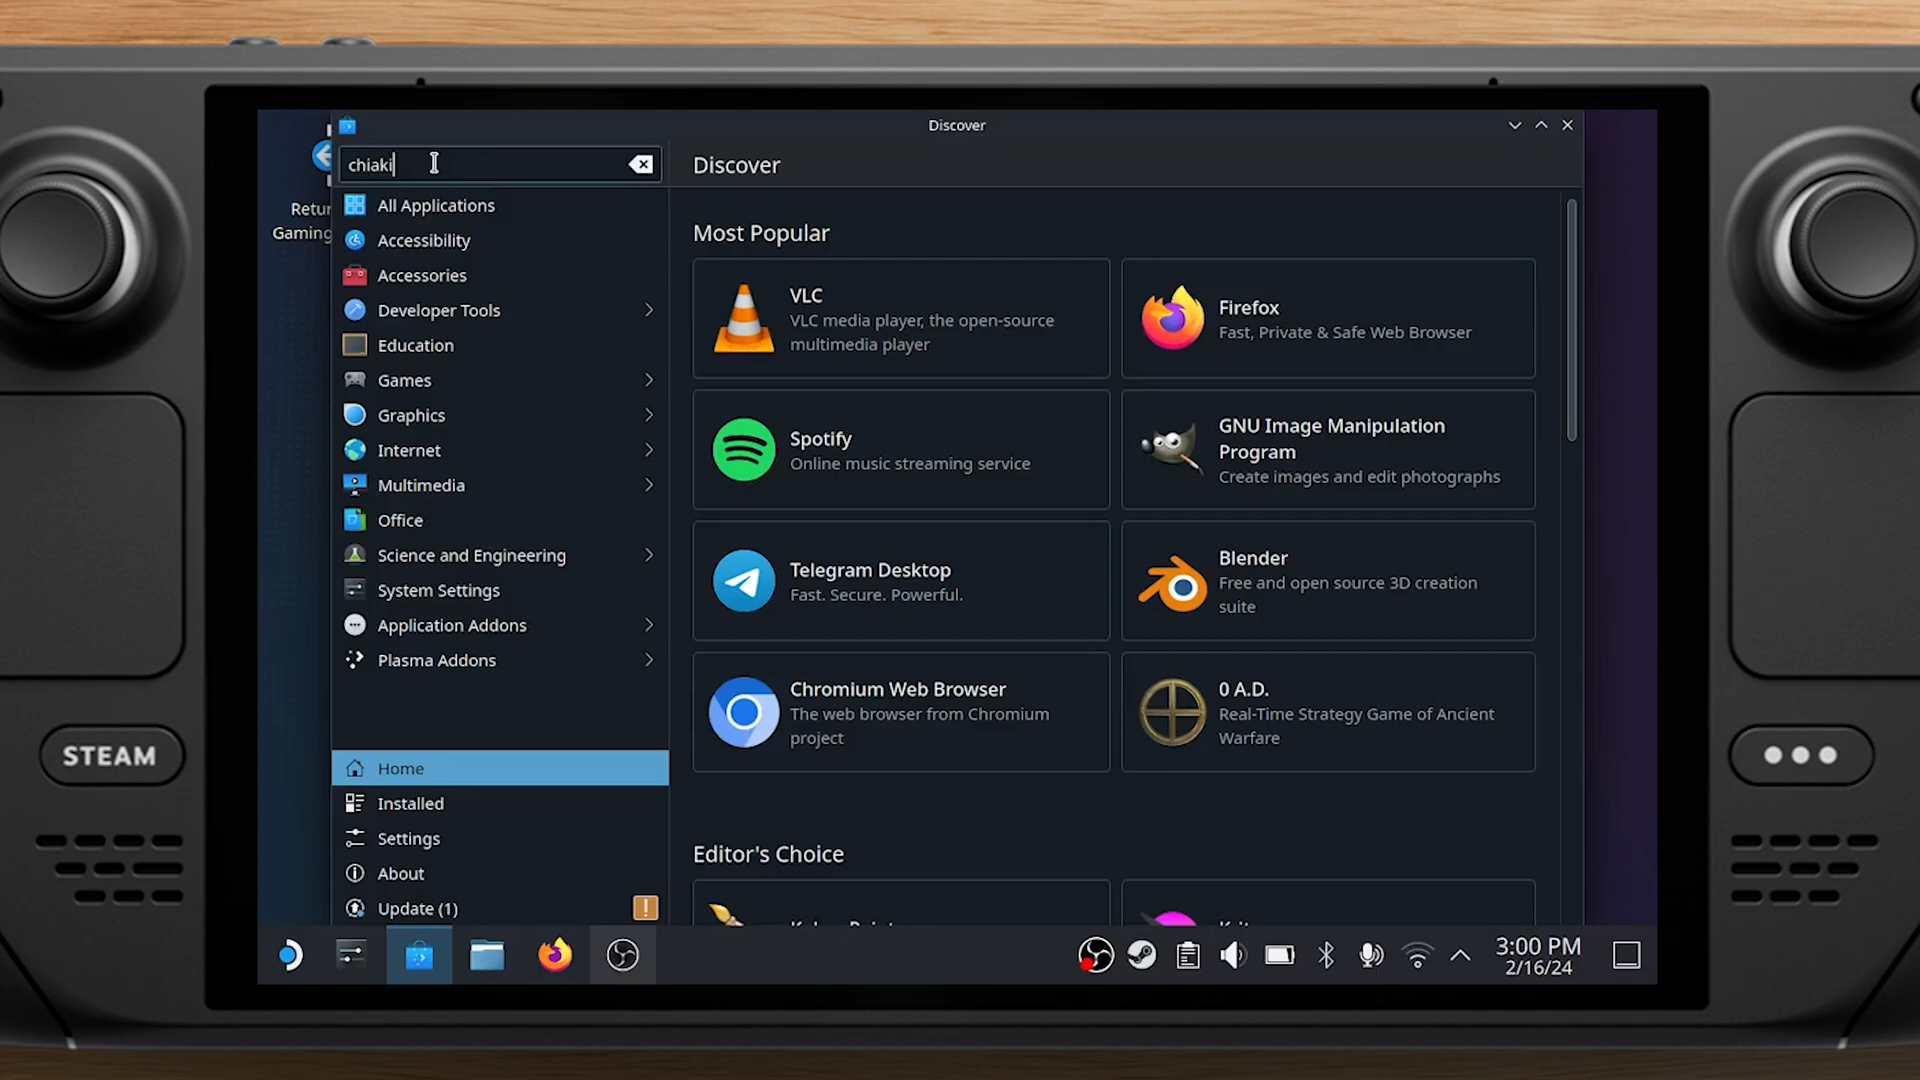 Discover
chiaki
Discover
Retur
Gaming
All Applications
Accessibility
Accessories
Developer Tools
Education
Games
Graphics
Internet
Multimedia
Office
Science and Engineering
System Settings
Application Addons
Plasma Addons
Home
Installed
Settings
About
Update (1)
Most Popular
VLC
VLC media player, the open-source
multimedia player
Firefox
Fast, Private & Safe Web Browser
Spotify
Online music streaming service
GNU Image Manipulation
Program
Create images and edit photographs
Telegram Desktop
Fast. Secure. Powerful.
Blender
Free and open source 3D creation
suite
Chromium Web Browser
The web browser from Chromium
project
0 A.D.
Real-Time Strategy Game of Ancient
Warfare
Editor's Choice
STEAM
3:00 PM
2/16/24